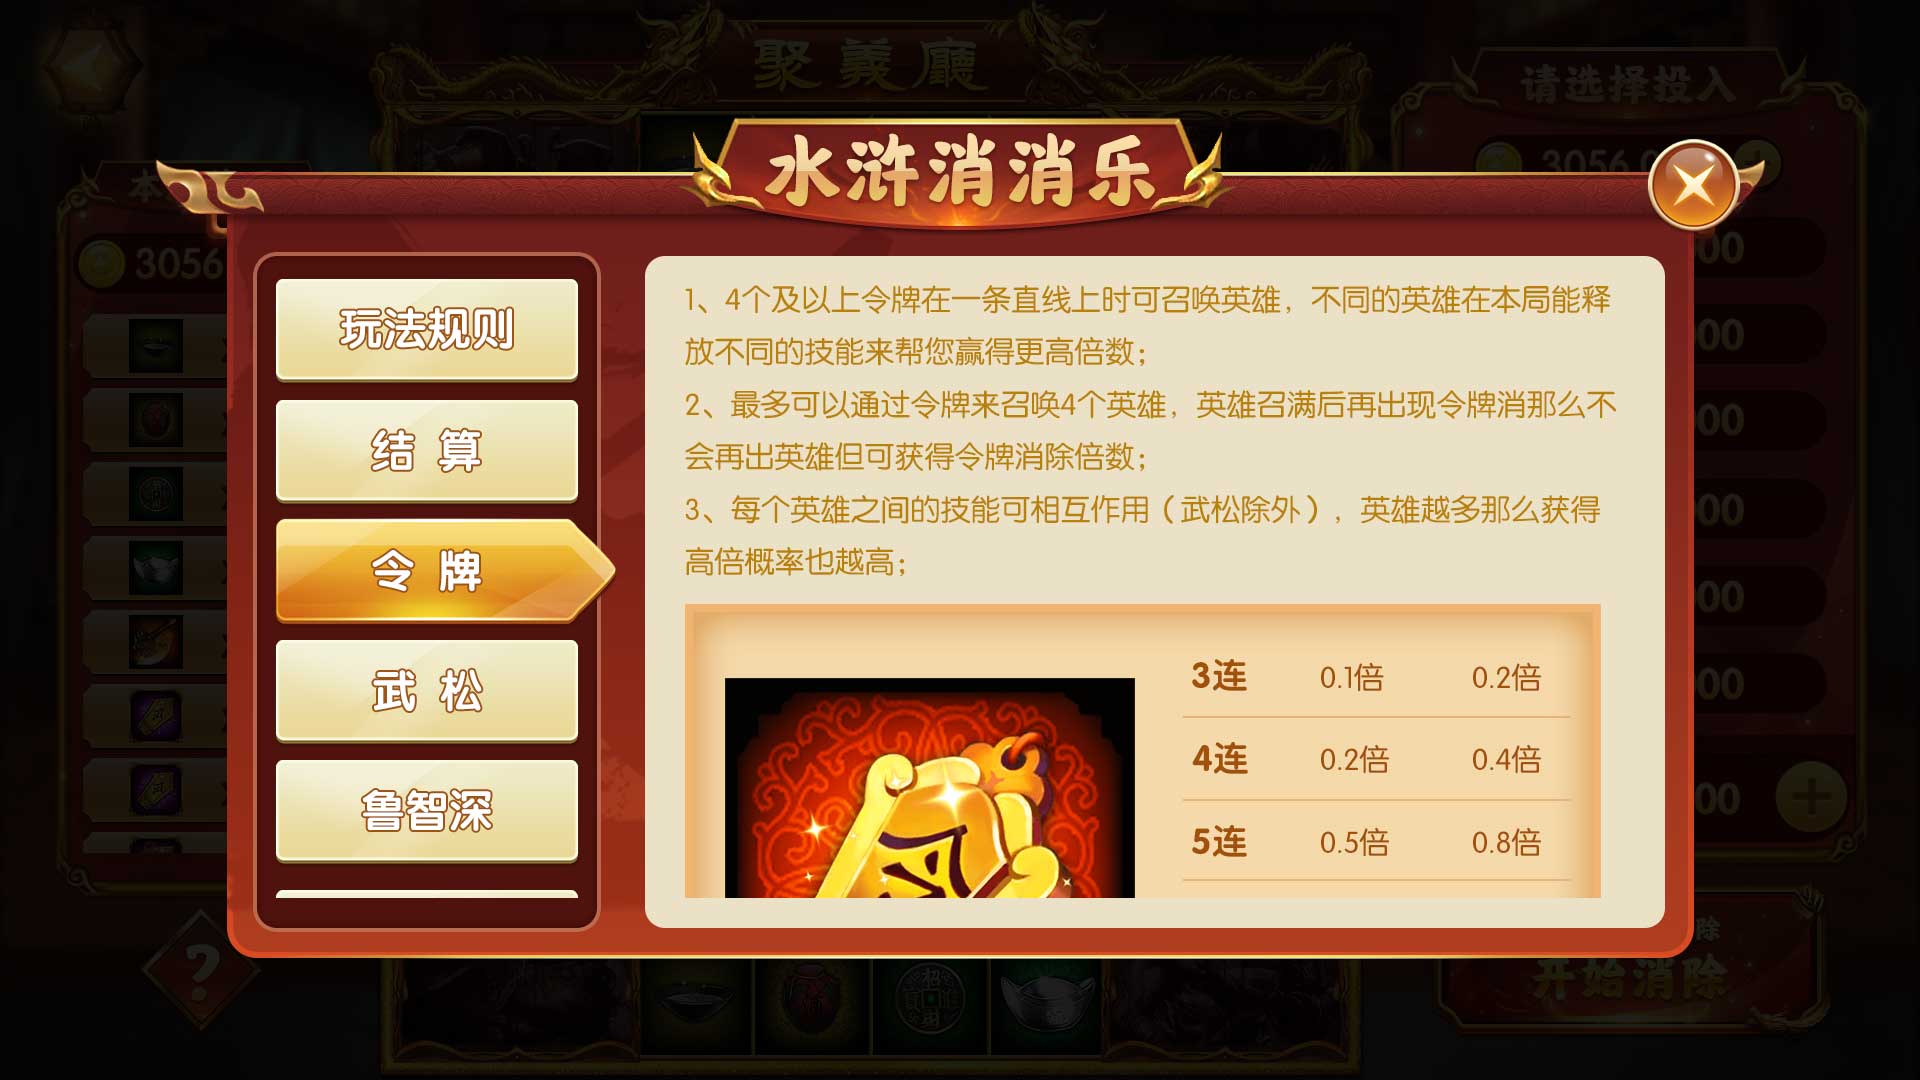 聚義廳
请选择投入
水浒消消乐
3056
3056
玩法规则
结 算
令 牌
武 松
鲁智深
1、4个及以上令牌在一条直线上时可召唤英雄，不同的英雄在本局能释
放不同的技能来帮您赢得更高倍数；
2、最多可以通过令牌来召唤4个英雄，英雄召满后再出现令牌消那么不
会再出英雄但可获得令牌消除倍数；
3、每个英雄之间的技能可相互作用（武松除外），英雄越多那么获得
高倍概率也越高；
3连 0.1倍 0.2倍
4连 0.2倍 0.4倍
5连 0.5倍 0.8倍
?
开始消除